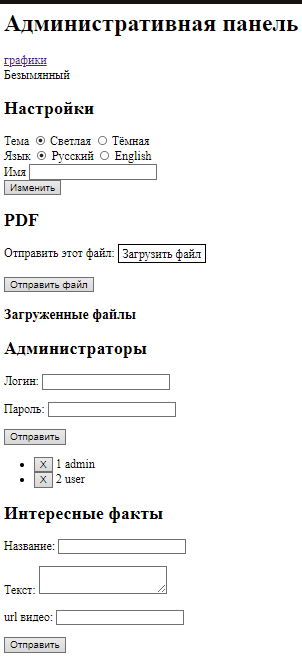 Административная панель
графики
Безымянный
Настройки
Тема Светлая Тёмная
Язык Русский English
Имя
Изменить
PDF
Отправить этот файл: Загрузить файл
Отправить файл
Загруженные файлы
Администраторы
Логин:
Пароль:
Отправить
X 1 admin
X 2 user
Интересные факты
Название:
Текст:
url видео:
Отправить